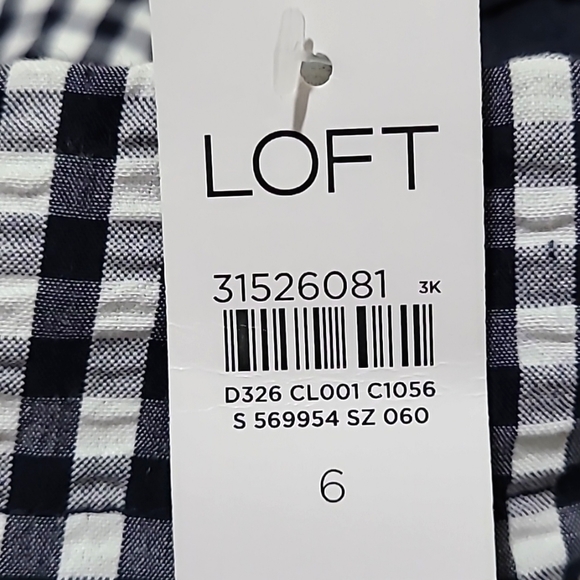 LOFT
31526081 3K
D326 CL001 C1056
S 569954 SZ 060
6